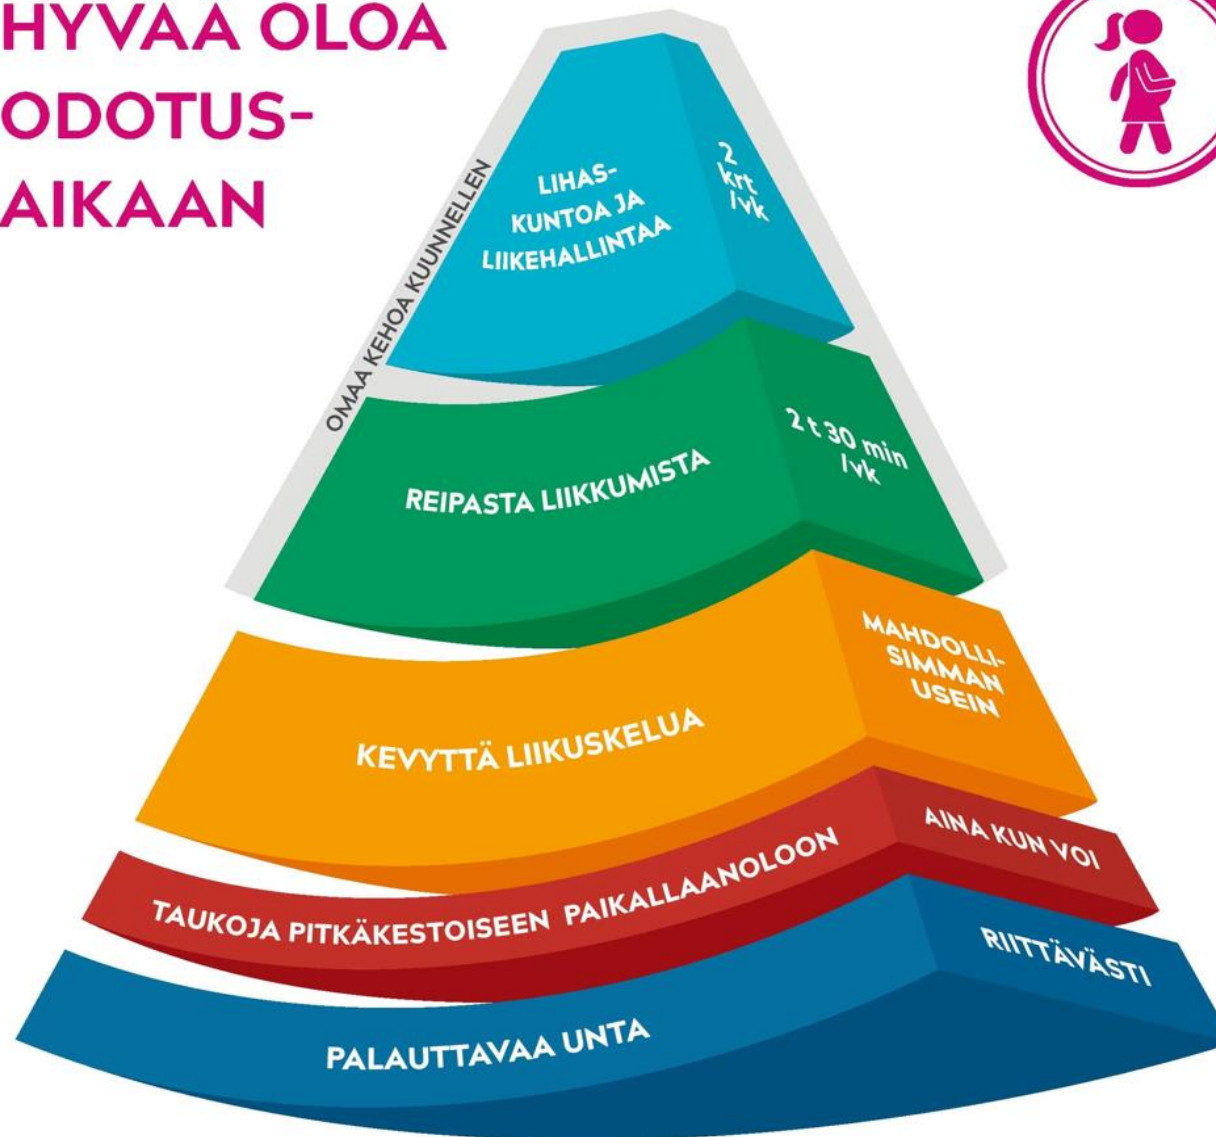 HYVÄÄ OLOA
ODOTUS-
AIKAAN
OMAA KEHOA KUUNNELLEN
LIHAS-
KUNTOA JA
LIIKEHALLINTAA
2
krt
/vk
REIPASTA LIIKKUMISTA
2 t 30 min
/vk
KEVYTTÄ LIIKUSKELUA
MAHDOLLI-
SIMMAN
USEIN
TAUKOJA PITKÄKESTOISEEN PAIKALLAANOLOON
AINA KUN VOI
PALAUTTAVAA UNTA
RIITTÄVÄSTI